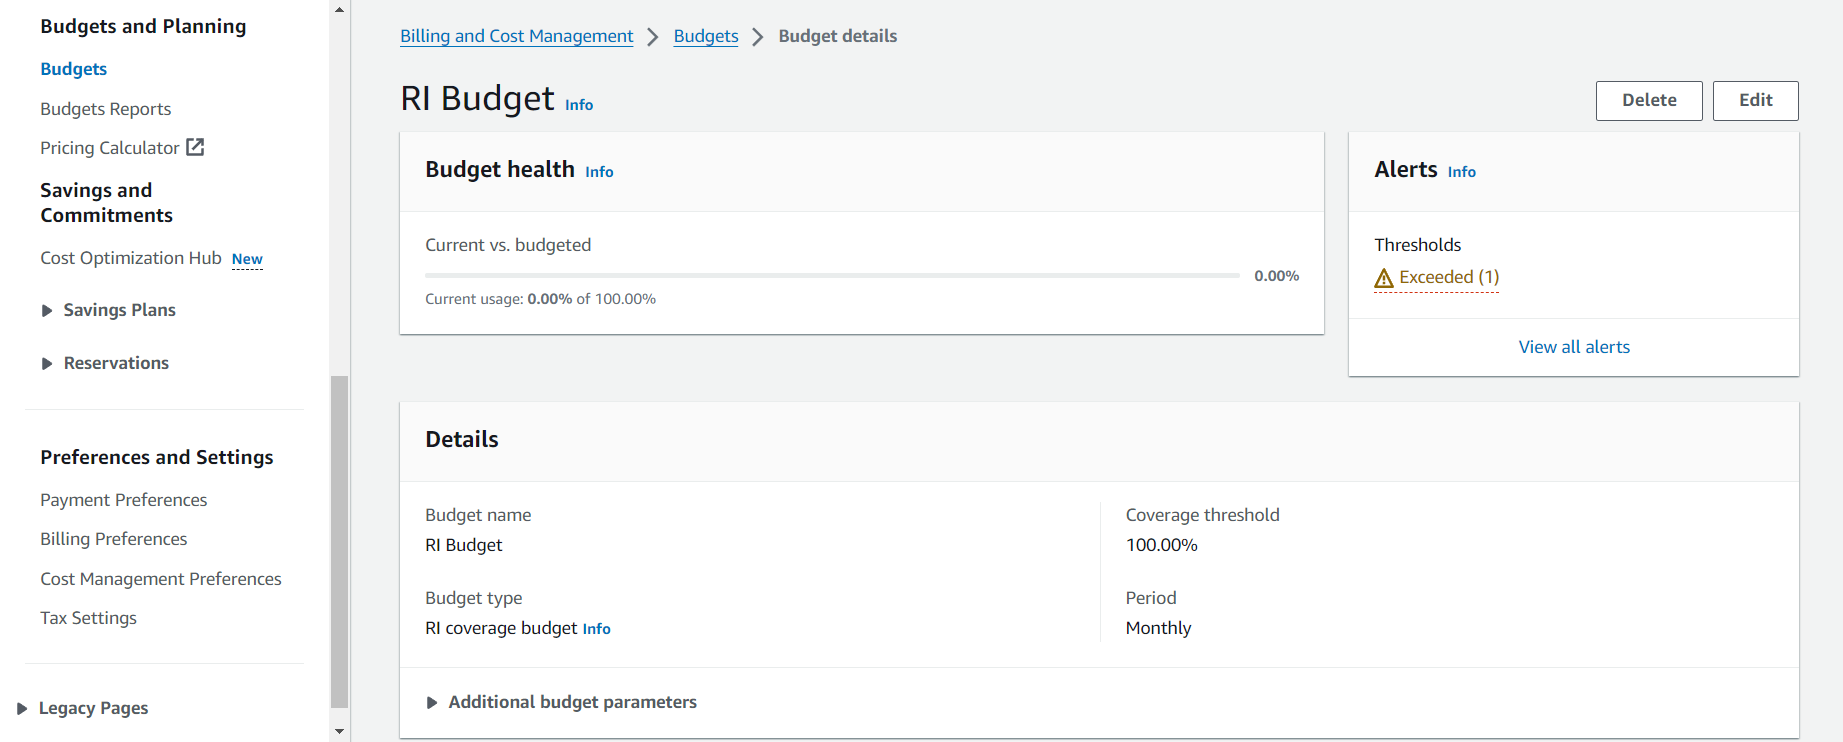 Budgets and Planning
Budgets
Budgets Reports
Pricing Calculator
Savings and
Commitments
Cost Optimization Hub New
Savings Plans
Reservations
Preferences and Settings
Payment Preferences
Billing Preferences
Cost Management Preferences
Tax Settings
Legacy Pages
Billing and Cost Management > Budgets > Budget details
RI Budget Info
Delete
Edit
Budget health Info
Current vs. budgeted
0.00%
Current usage: 0.00% of 100.00%
Alerts Info
Thresholds
Exceeded (1)
View all alerts
Details
Budget name
RI Budget
Budget type
RI coverage budget Info
Coverage threshold
100.00%
Period
Monthly
Additional budget parameters